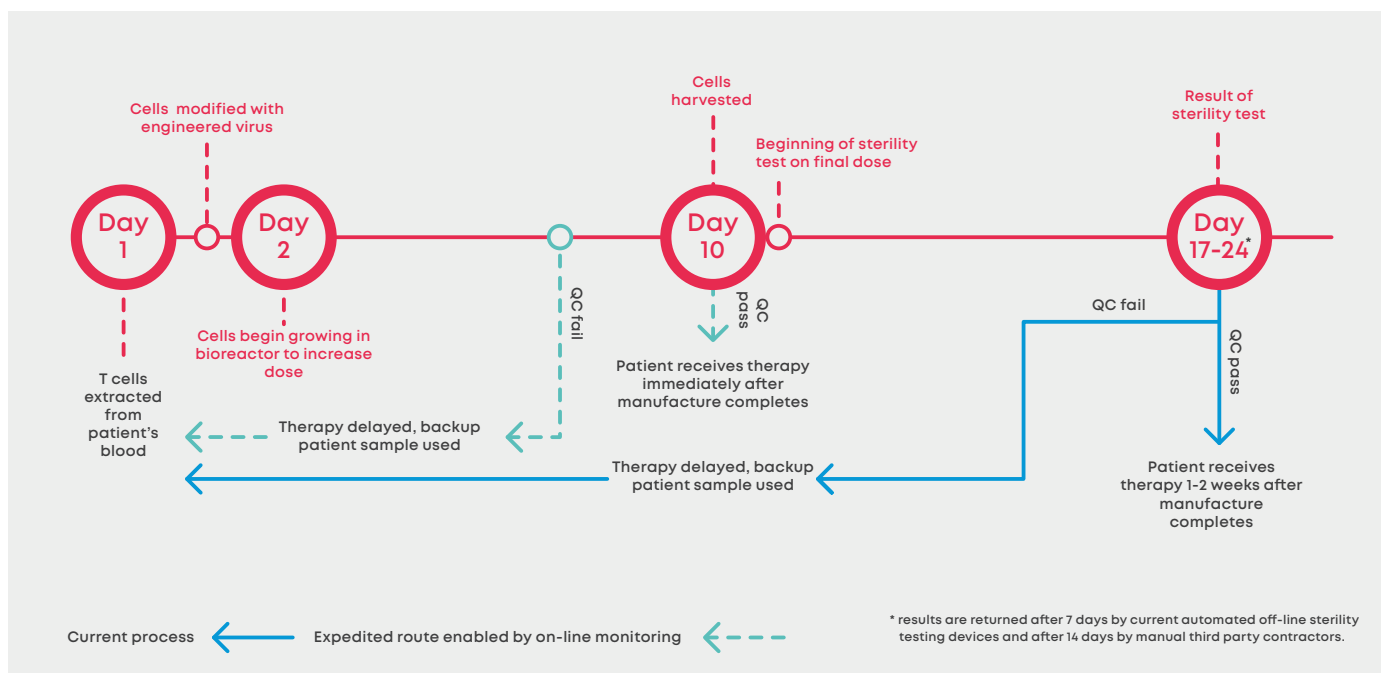 Cells modified with
engineered virus
Cells
harvested
Beginning of sterility
test on final dose
Result of
sterility test
Day
1
Day
2
Day
10
Day
17-24*
T cells
extracted
from
patient's
blood
Cells begin growing in
bioreactor to increase
dose
QC fail
QC
pass
QC fail
QC pass
Patient receives therapy
immediately after
manufacture completes
Therapy delayed, backup
patient sample used
Therapy delayed, backup
patient sample used
Patient receives
therapy 1-2 weeks after
manufacture
completes
Current process
Expedited route enabled by on-line monitoring
* results are returned after 7 days by current automated off-line sterility
testing devices and after 14 days by manual third party contractors.